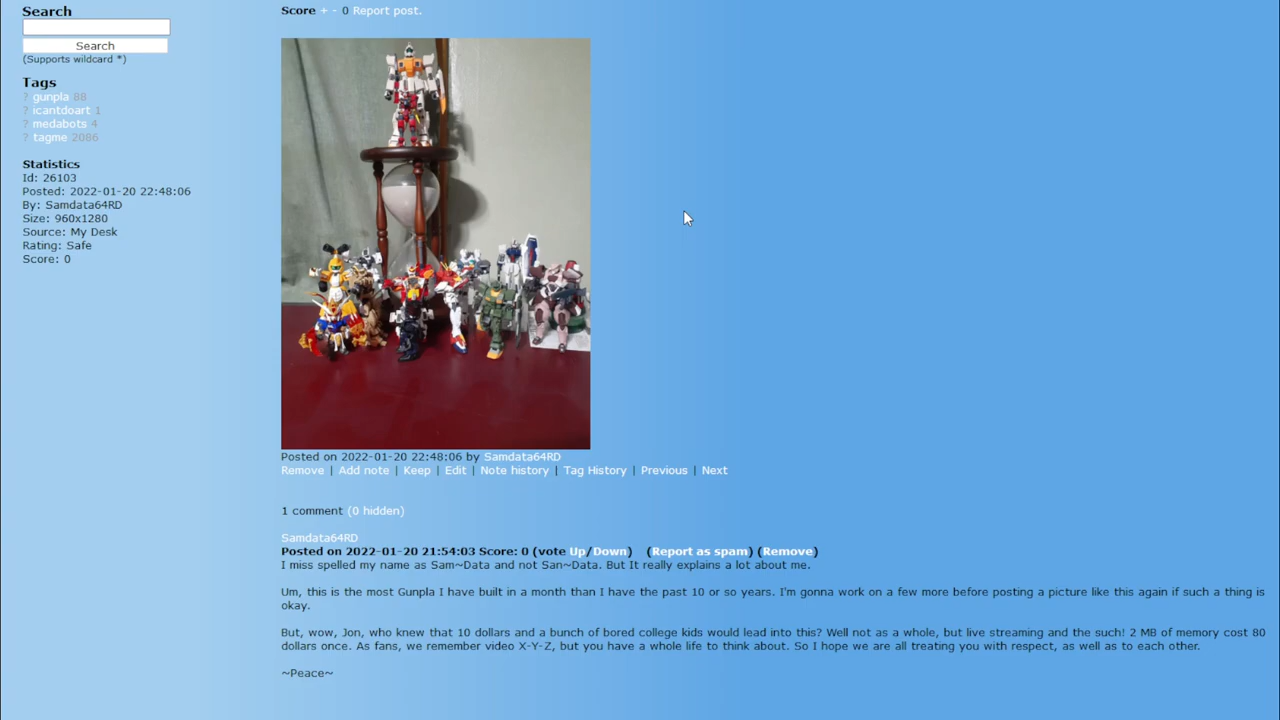 Search
Search
(Supports wildcard *)
Tags
? gunpla 88
? icantdoart 1
? medabots 4
? tagme 2086
Statistics
Id: 26103
Posted: 2022-01-20 22:48:06
By: Samdata64RD
Size: 960x1280
Source: My Desk
Rating: Safe
Score: 0
Score + - 0 Report post.
Posted on 2022-01-20 22:48:06 by Samdata64RD
Remove | Add note | Keep | Edit | Note history | Tag History | Previous | Next
1 comment (0 hidden)
Samdata64RD
Posted on 2022-01-20 21:54:03 Score: 0 (vote Up/Down) (Report as spam) (Remove)
I miss spelled my name as Sam~Data and not San~Data. But It really explains a lot about me.
Um, this is the most Gunpla I have built in a month than I have the past 10 or so years. I'm gonna work on a few more before posting a picture like this again if such a thing is
okay.
But, wow, Jon, who knew that 10 dollars and a bunch of bored college kids would lead into this? Well not as a whole, but live streaming and the such! 2 MB of memory cost 80
dollars once. As fans, we remember video X-Y-Z, but you have a whole life to think about. So I hope we are all treating you with respect, as well as to each other.
~Peace~